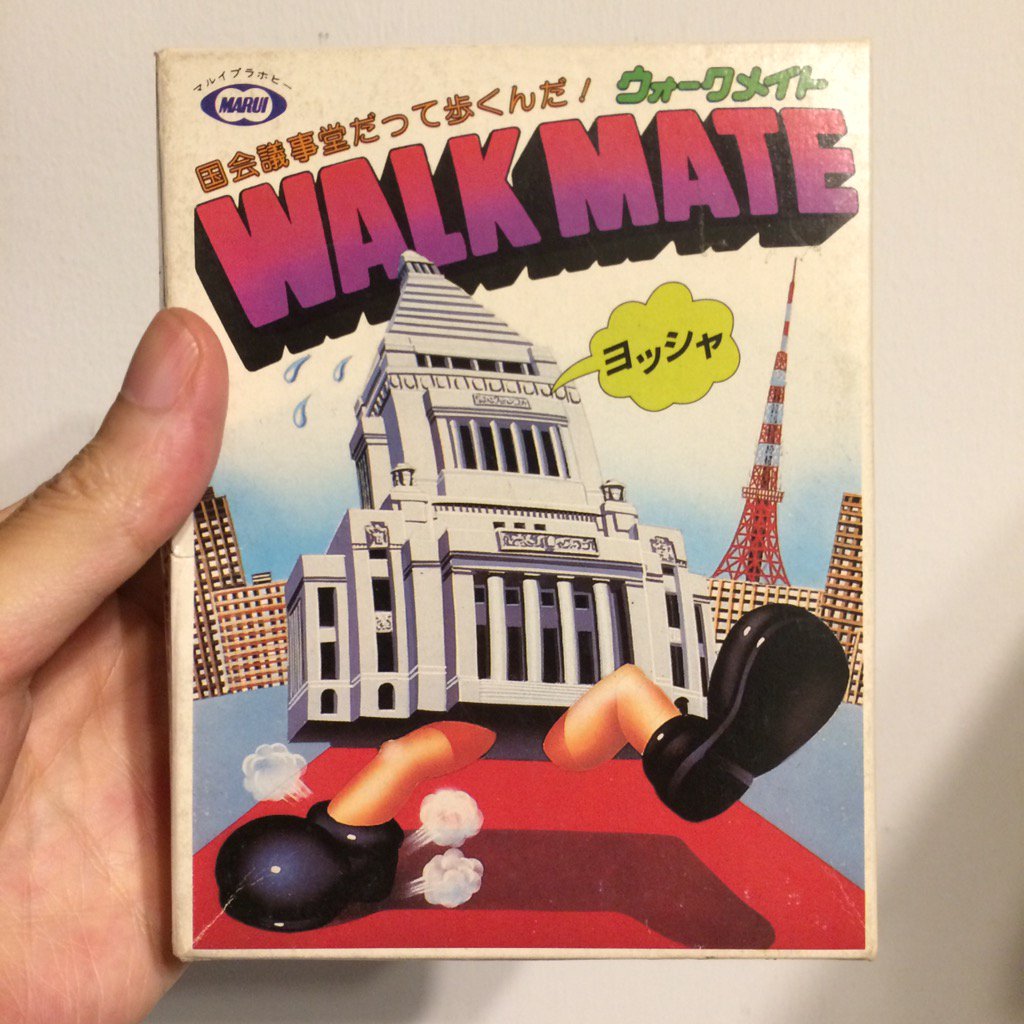 マルイプラホビー
MARUI
国会議事堂だって歩くんだ!
ウォークメイト
WALK MATE
ヨッシャ